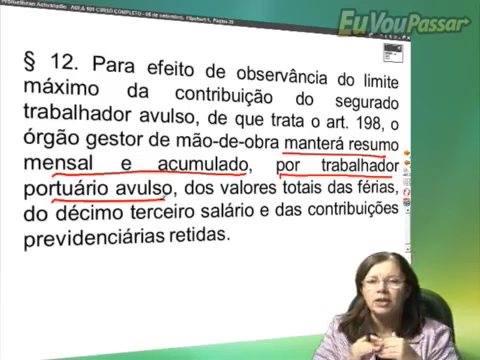 EuVouPassar
§ 12. Para efeito de observância do limite
máximo da contribuição do segurado
trabalhador avulso, de que trata o art. 198, o
órgão gestor de mão-de-obra manterá resumo
mensal e acumulado, por trabalhador
portuário avulso, dos valores totais das férias,
do décimo terceiro salário e das contribuições
previdenciárias retidas.